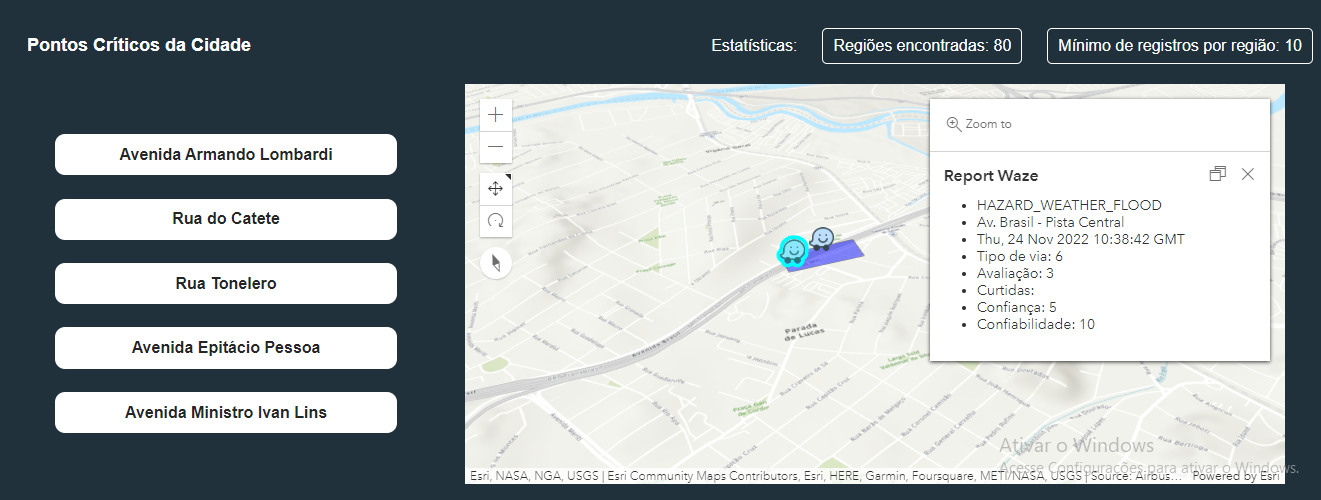 Pontos Críticos da Cidade
Estatísticas:
Regiões encontradas: 80
Mínimo de registros por região: 10
Avenida Armando Lombardi
Rua do Catete
Rua Tonelero
Avenida Epitácio Pessoa
Avenida Ministro Ivan Lins
Zoom to
Report Waze
HAZARD_WEATHER_FLOOD
Av. Brasil - Pista Central
Thu, 24 Nov 2022 10:38:42 GMT
Tipo de via: 6
Avaliação: 3
Curtidas:
Confiança: 5
Confiabilidade: 10
Vigário Geral
Parada
de Lucas
Avenida Brasil
Ativar o Windows
Acesse Configurações para ativar o Windows.
Esri, NASA, NGA, USGS | Esri Community Maps Contributors, Esri, HERE, Garmin, Foursquare, METI/NASA, USGS | Source: Airbus...
Powered by Esri